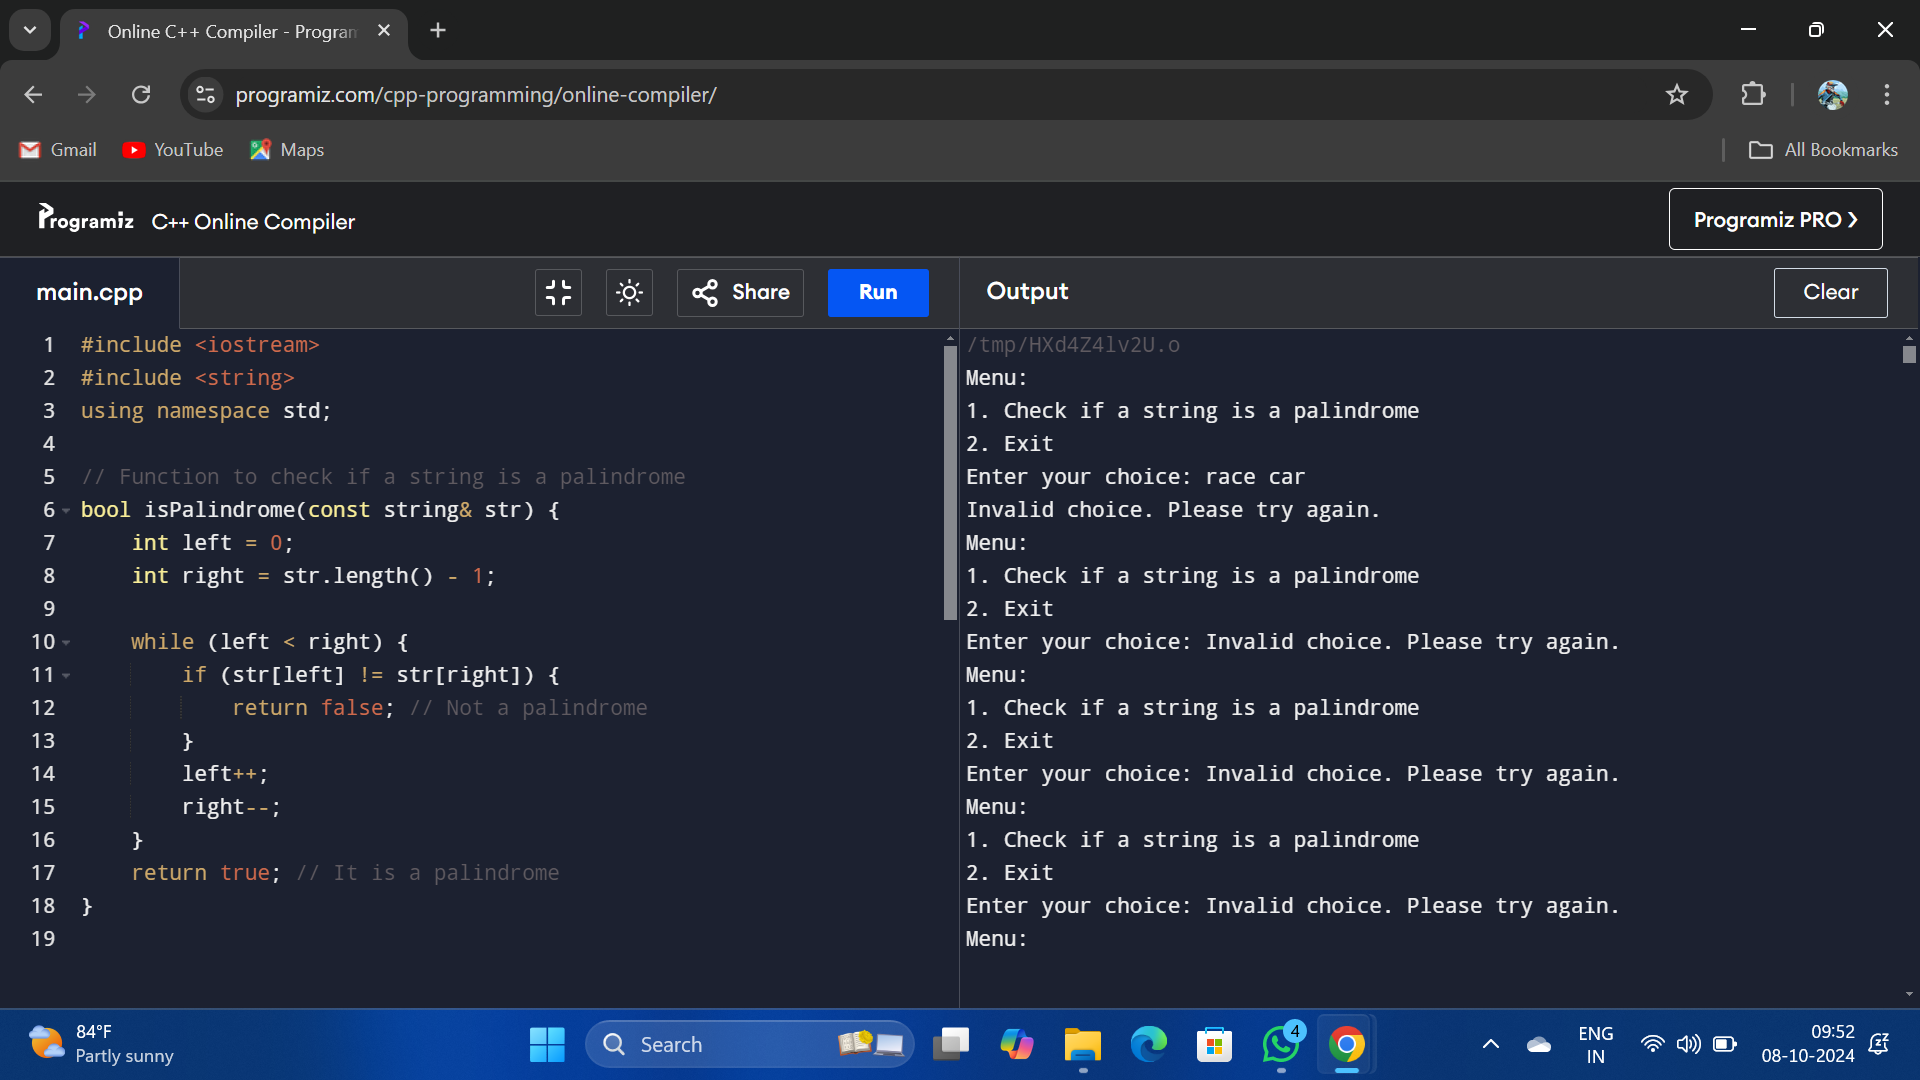 Online C++ Compiler - Program
programiz.com/cpp-programming/online-compiler/
Gmail YouTube Maps All Bookmarks
Programiz C++ Online Compiler Programiz PRO ❯
main.cpp Share Run
1 #include <iostream>
2 #include <string>
3 using namespace std;
4
5 // Function to check if a string is a palindrome
6 bool isPalindrome(const string& str) {
7 int left = 0;
8 int right = str.length() - 1;
9
10 while (left < right) {
11 if (str[left] != str[right]) {
12 return false; // Not a palindrome
13 }
14 left++;
15 right--;
16 }
17 return true; // It is a palindrome
18 }
19
Output Clear
/tmp/HXd4Z4lv2U.o
Menu:
1. Check if a string is a palindrome
2. Exit
Enter your choice: race car
Invalid choice. Please try again.
Menu:
1. Check if a string is a palindrome
2. Exit
Enter your choice: Invalid choice. Please try again.
Menu:
1. Check if a string is a palindrome
2. Exit
Enter your choice: Invalid choice. Please try again.
Menu:
1. Check if a string is a palindrome
2. Exit
Enter your choice: Invalid choice. Please try again.
Menu:
84°F
Partly sunny
Search
4
ENG
IN
09:52
08-10-2024